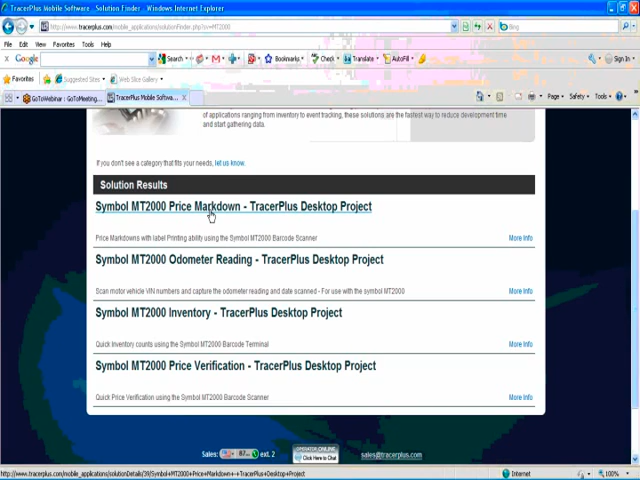 TracerPlus Mobile Software - Solution Finder - Windows Internet Explorer
http://www.tracerplus.com/mobile_applications/solutionFinder.php?sv=MT2000
Bing
File Edit View Favorites Tools Help
Google Search Bookmarks Check Translate AutoFill Sign In
Favorites Suggested Sites Web Slice Gallery
GoToWebinar : GoToMeeting... TracerPlus Mobile Softwa... Page Safety Tools
of applications ranging from inventory to event tracking, these solutions are the fastest way to reduce development time
and start gathering data.
If you don't see a category that fits your needs, let us know.
Solution Results
Symbol MT2000 Price Markdown - TracerPlus Desktop Project
Price Markdowns with label Printing ability using the Symbol MT2000 Barcode Scanner More Info
Symbol MT2000 Odometer Reading - TracerPlus Desktop Project
Scan motor vehicle VIN numbers and capture the odometer reading and date scanned - For use with the symbol MT2000 More Info
Symbol MT2000 Inventory - TracerPlus Desktop Project
Quick Inventory counts using the Symbol MT2000 Barcode Terminal More Info
Symbol MT2000 Price Verification - TracerPlus Desktop Project
Quick Price Verification using the Symbol MT2000 Barcode Scanner More Info
Sales: 87... ext. 2 OPERATOR ONLINE sales@tracerplus.com
Click Here to Chat
http://www.tracerplus.com/mobile_applications/solutionDetails/39/Symbol+MT2000+Price+Markdown+-+TracerPlus+Desktop+Project Internet 100%